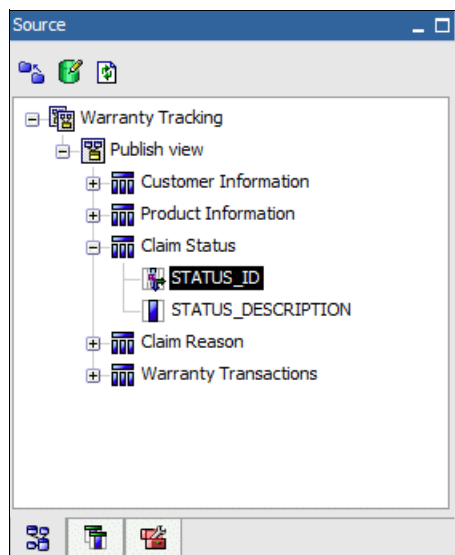 Source
Warranty Tracking
Publish view
Customer Information
Product Information
Claim Status
STATUS_ID
STATUS_DESCRIPTION
Claim Reason
Warranty Transactions